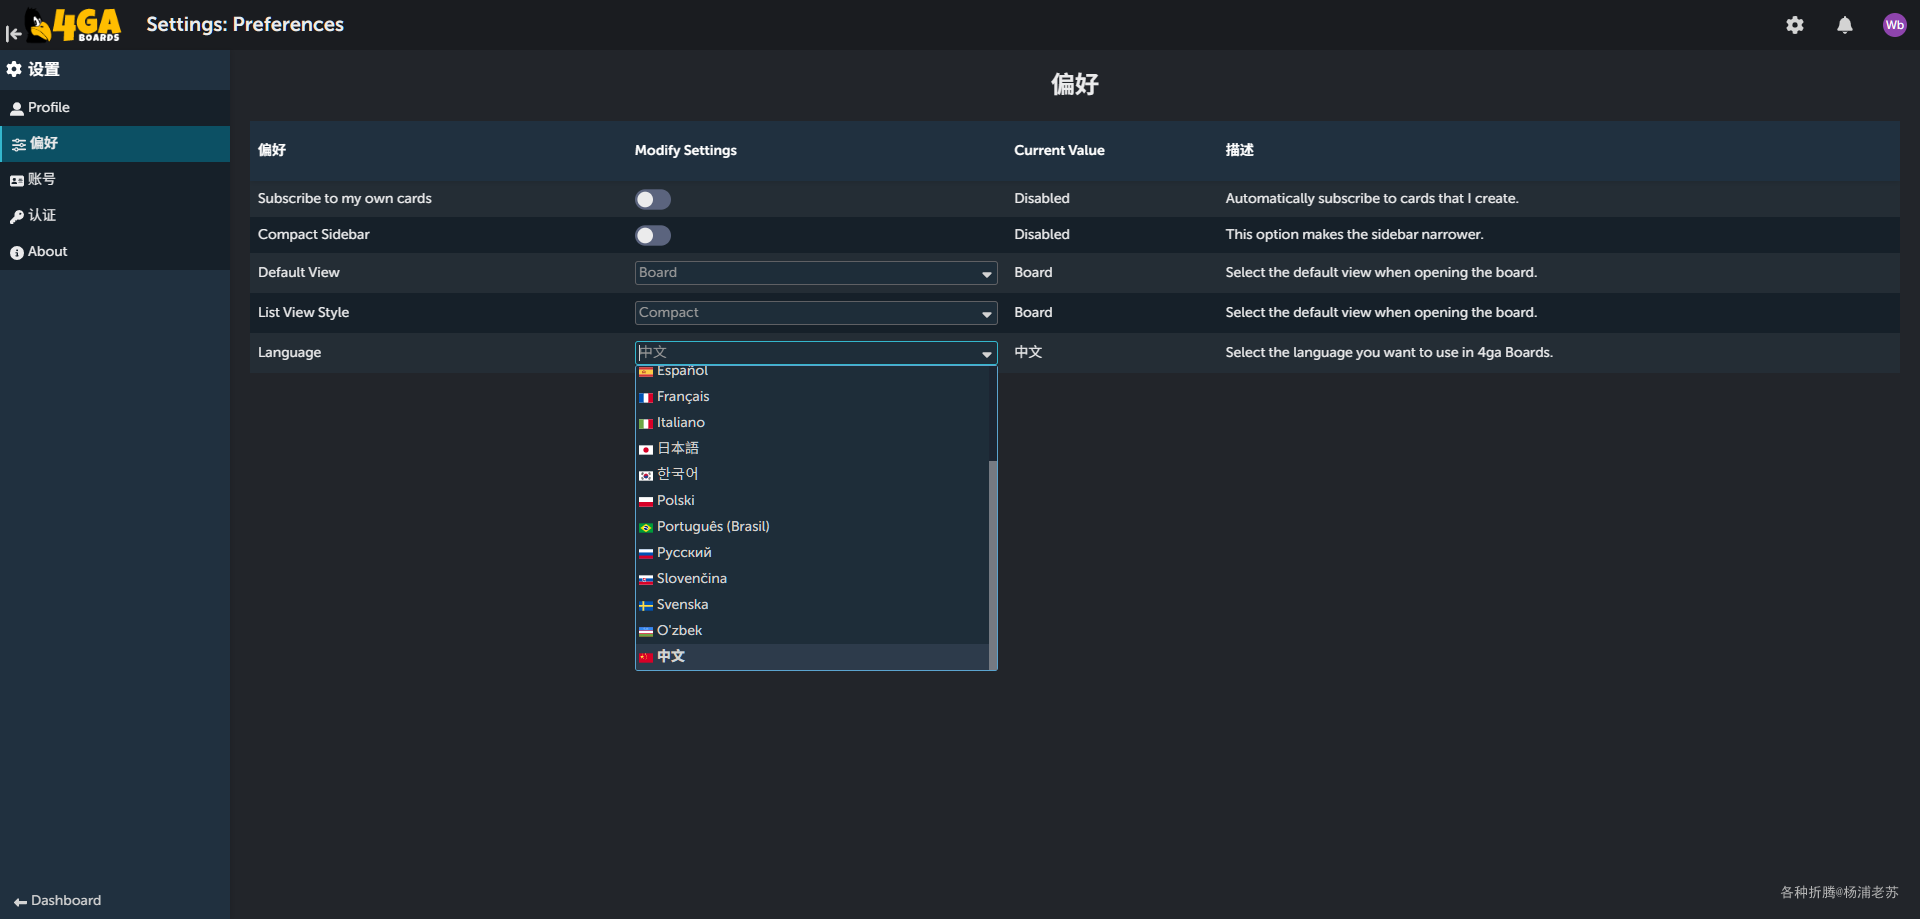 4GA
BOARDS
Settings: Preferences
Wb
设置
Profile
偏好
账号
认证
About
偏好
偏好 Modify Settings Current Value 描述
Subscribe to my own cards Disabled Automatically subscribe to cards that I create.
Compact Sidebar Disabled This option makes the sidebar narrower.
Default View Board Board Select the default view when opening the board.
List View Style Compact Board Select the default view when opening the board.
Language 中文 中文 Select the language you want to use in 4ga Boards.
Español
Français
Italiano
日本語
한국어
Polski
Português (Brasil)
Русский
Slovenčina
Svenska
O'zbek
中文
Dashboard
各种折腾@杨浦老苏